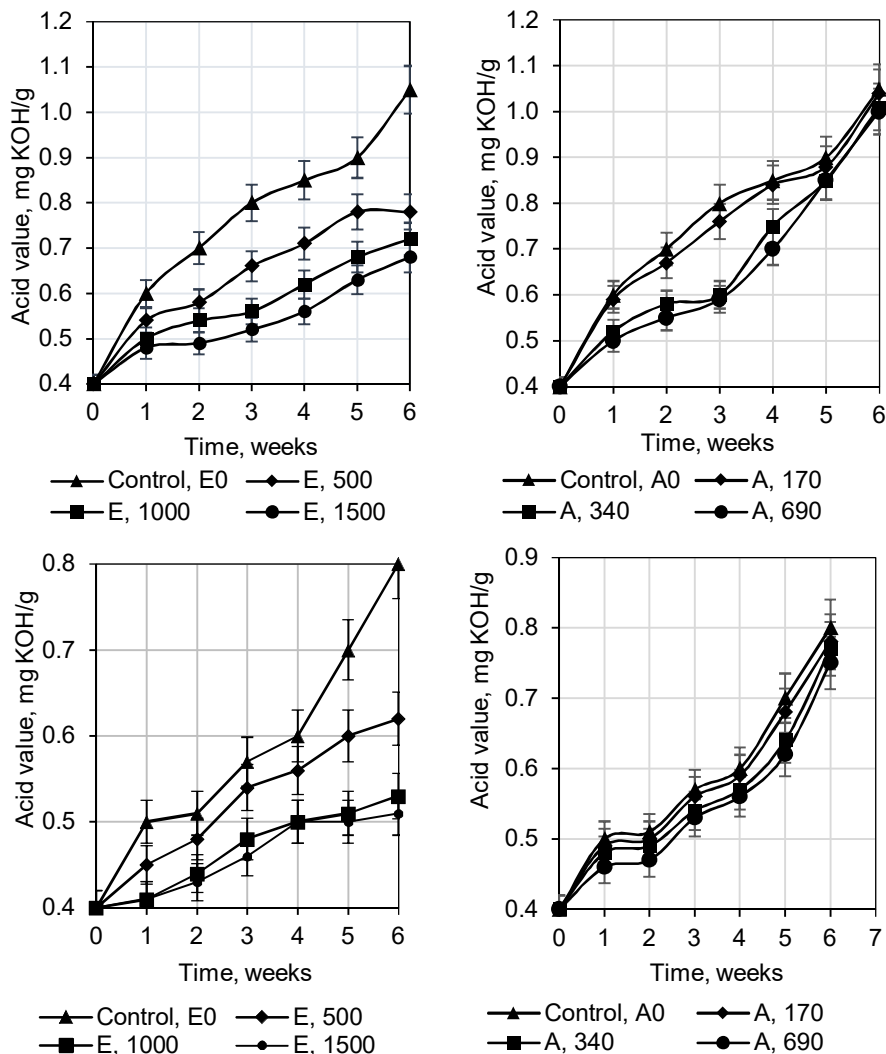 1.2
1.1
1.0
0.9
0.8
0.7
0.6
0.5
0.4
Acid value, mg KOH/g
0 1 2 3 4 5 6
Time, weeks
Control, E0 E, 500
E, 1000 E, 1500
1.2
1.1
1.0
0.9
0.8
0.7
0.6
0.5
0.4
Acid value, mg KOH/g
0 1 2 3 4 5 6
Time, weeks
Control, A0 A, 170
A, 340 A, 690
0.8
0.7
0.6
0.5
0.4
Acid value, mg KOH/g
0 1 2 3 4 5 6
Time, weeks
Control, E0 E, 500
E, 1000 E, 1500
0.9
0.8
0.7
0.6
0.5
0.4
Acid value, mg KOH/g
0 1 2 3 4 5 6 7
Time, weeks
Control, A0 A, 170
A, 340 A, 690